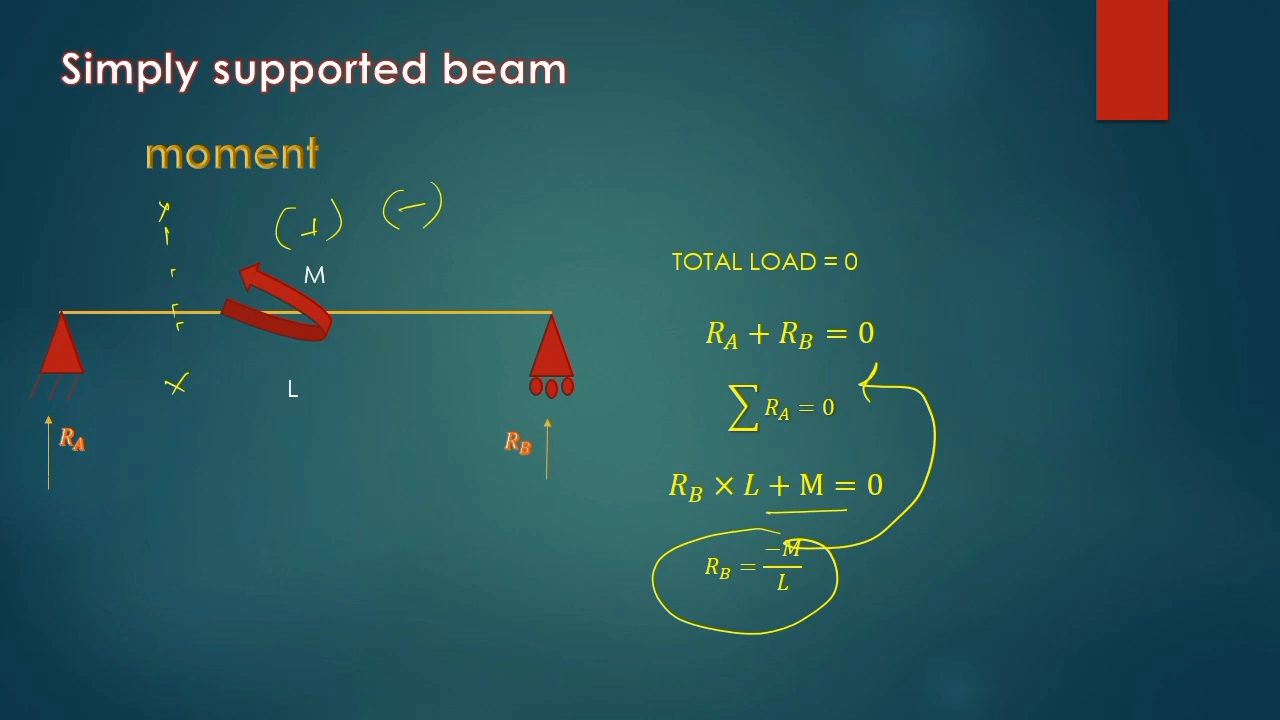 Simply supported beam
moment
(+) (−)
M
L
R_A
R_B
TOTAL LOAD = 0
R_A + R_B = 0
∑ R_A = 0
R_B × L + M = 0
R_B = −M/L